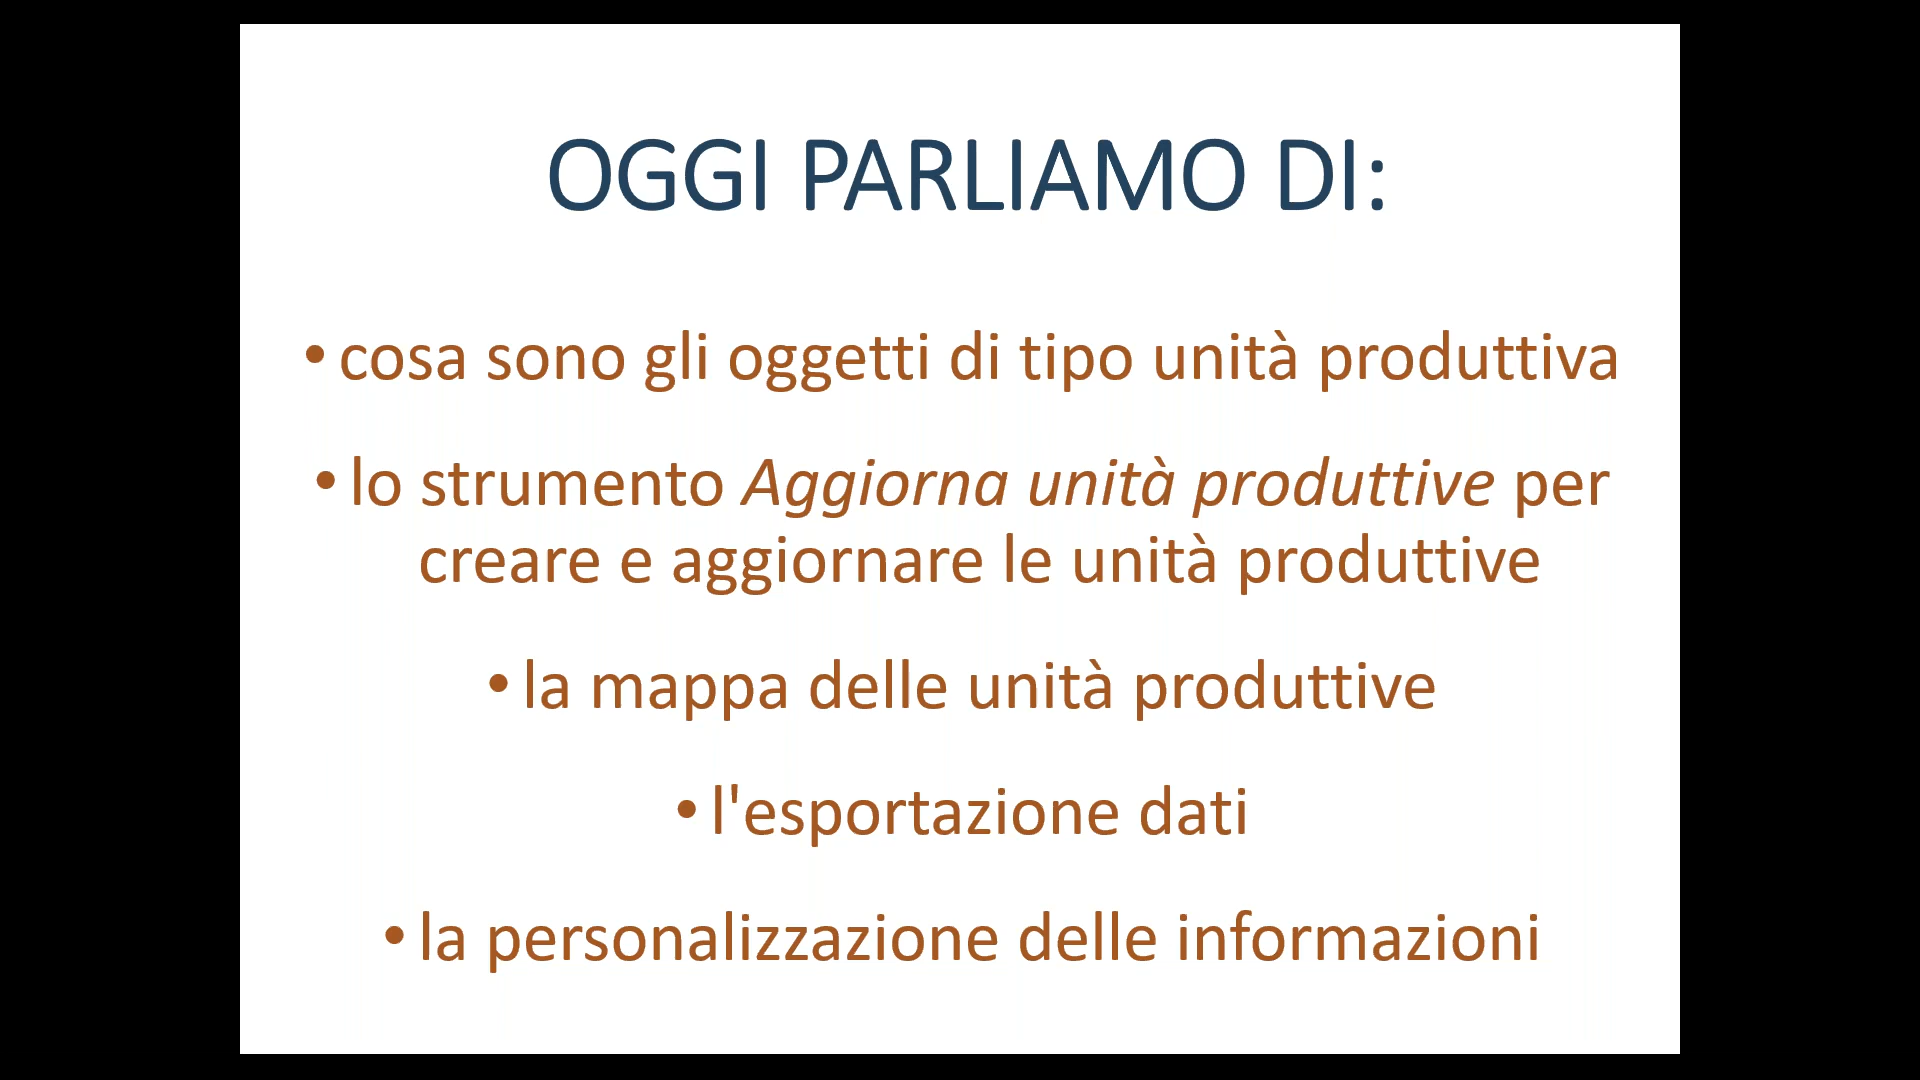 OGGI PARLIAMO DI:
• cosa sono gli oggetti di tipo unità produttiva
• lo strumento Aggiorna unità produttive per
creare e aggiornare le unità produttive
• la mappa delle unità produttive
• l'esportazione dati
• la personalizzazione delle informazioni